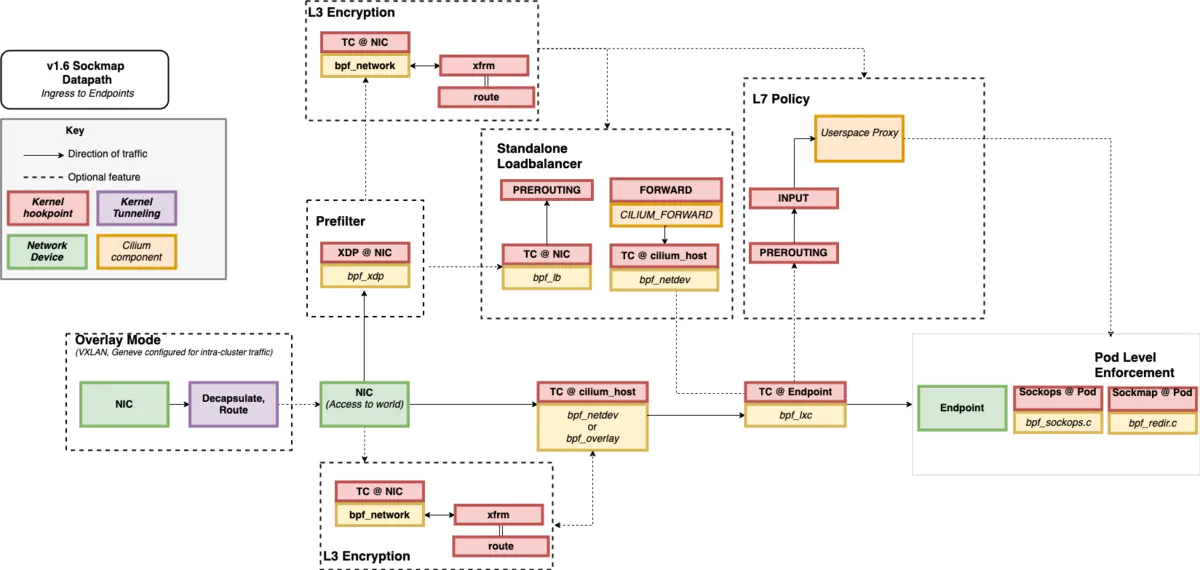 v1.6 Sockmap
Datapath
Ingress to Endpoints
Key
Direction of traffic
Optional feature
Kernel
hookpoint
Kernel
Tunneling
Network
Device
Cilium
component
L3 Encryption
TC @ NIC
bpf_network
xfrm
route
Prefilter
XDP @ NIC
bpf_xdp
Standalone
Loadbalancer
PREROUTING
TC @ NIC
bpf_lb
FORWARD
CILIUM_FORWARD
TC @ cilium_host
bpf_netdev
L7 Policy
Userspace Proxy
INPUT
PREROUTING
Overlay Mode
(VXLAN, Geneve configured for intra-cluster traffic)
NIC
Decapsulate,
Route
NIC
(Access to world)
TC @ cilium_host
bpf_netdev
or
bpf_overlay
TC @ Endpoint
bpf_lxc
Pod Level
Enforcement
Endpoint
Sockops @ Pod
bpf_sockops.c
Sockmap @ Pod
bpf_redir.c
TC @ NIC
bpf_network
xfrm
route
L3 Encryption